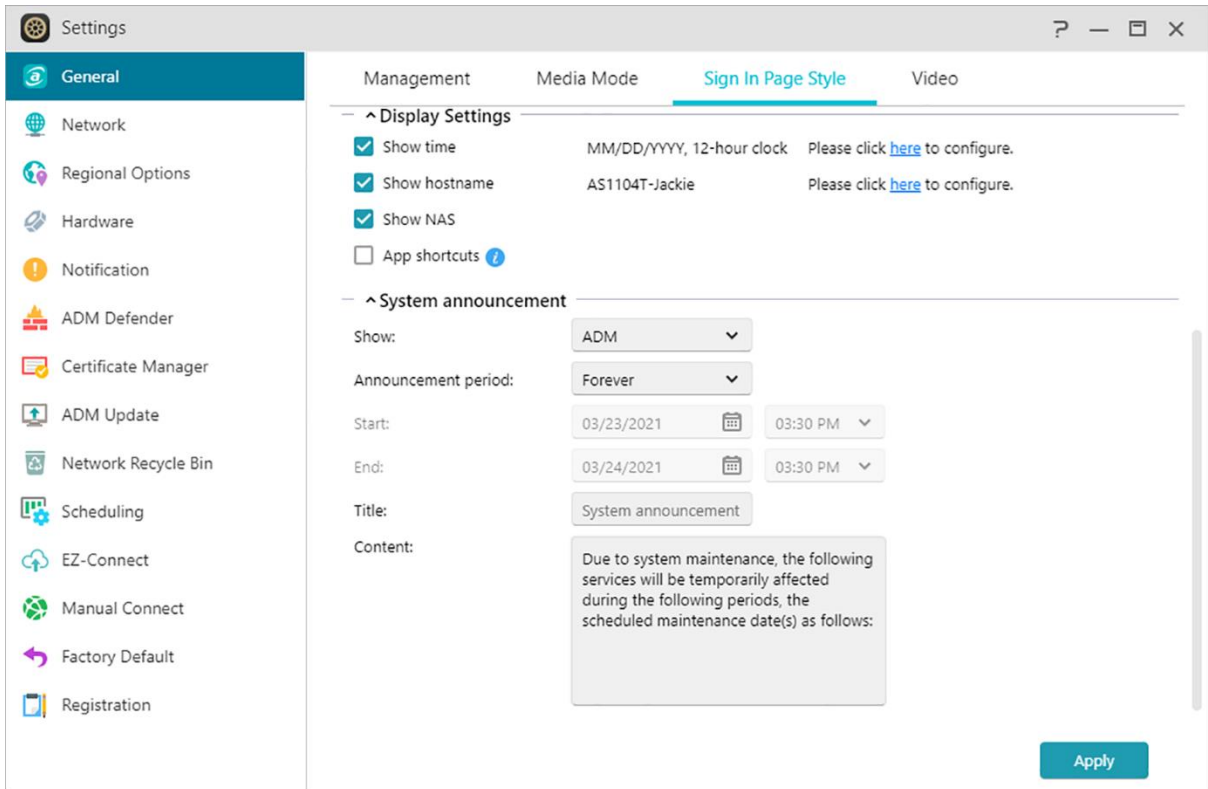 Settings
General
Network
Regional Options
Hardware
Notification
ADM Defender
Certificate Manager
ADM Update
Network Recycle Bin
Scheduling
EZ-Connect
Manual Connect
Factory Default
Registration
Management Media Mode Sign In Page Style Video
Display Settings
Show time MM/DD/YYYY, 12-hour clock Please click here to configure.
Show hostname AS1104T-Jackie Please click here to configure.
Show NAS
App shortcuts
System announcement
Show: ADM
Announcement period: Forever
Start: 03/23/2021 03:30 PM
End: 03/24/2021 03:30 PM
Title: System announcement
Content:
Due to system maintenance, the following
services will be temporarily affected
during the following periods, the
scheduled maintenance date(s) as follows:
Apply